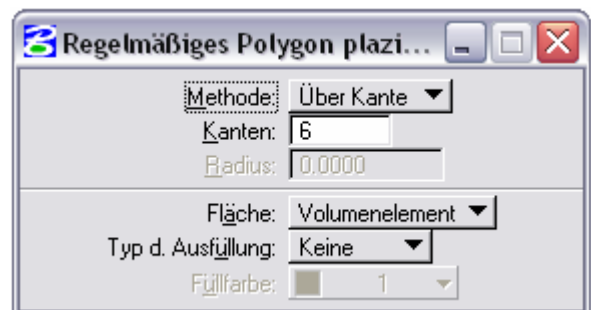 Regelmäßiges Polygon plazi...
Methode: Über Kante
Kanten: 6
Radius: 0.0000
Fläche: Volumenelement
Typ d. Ausfüllung: Keine
Füllfarbe: 1